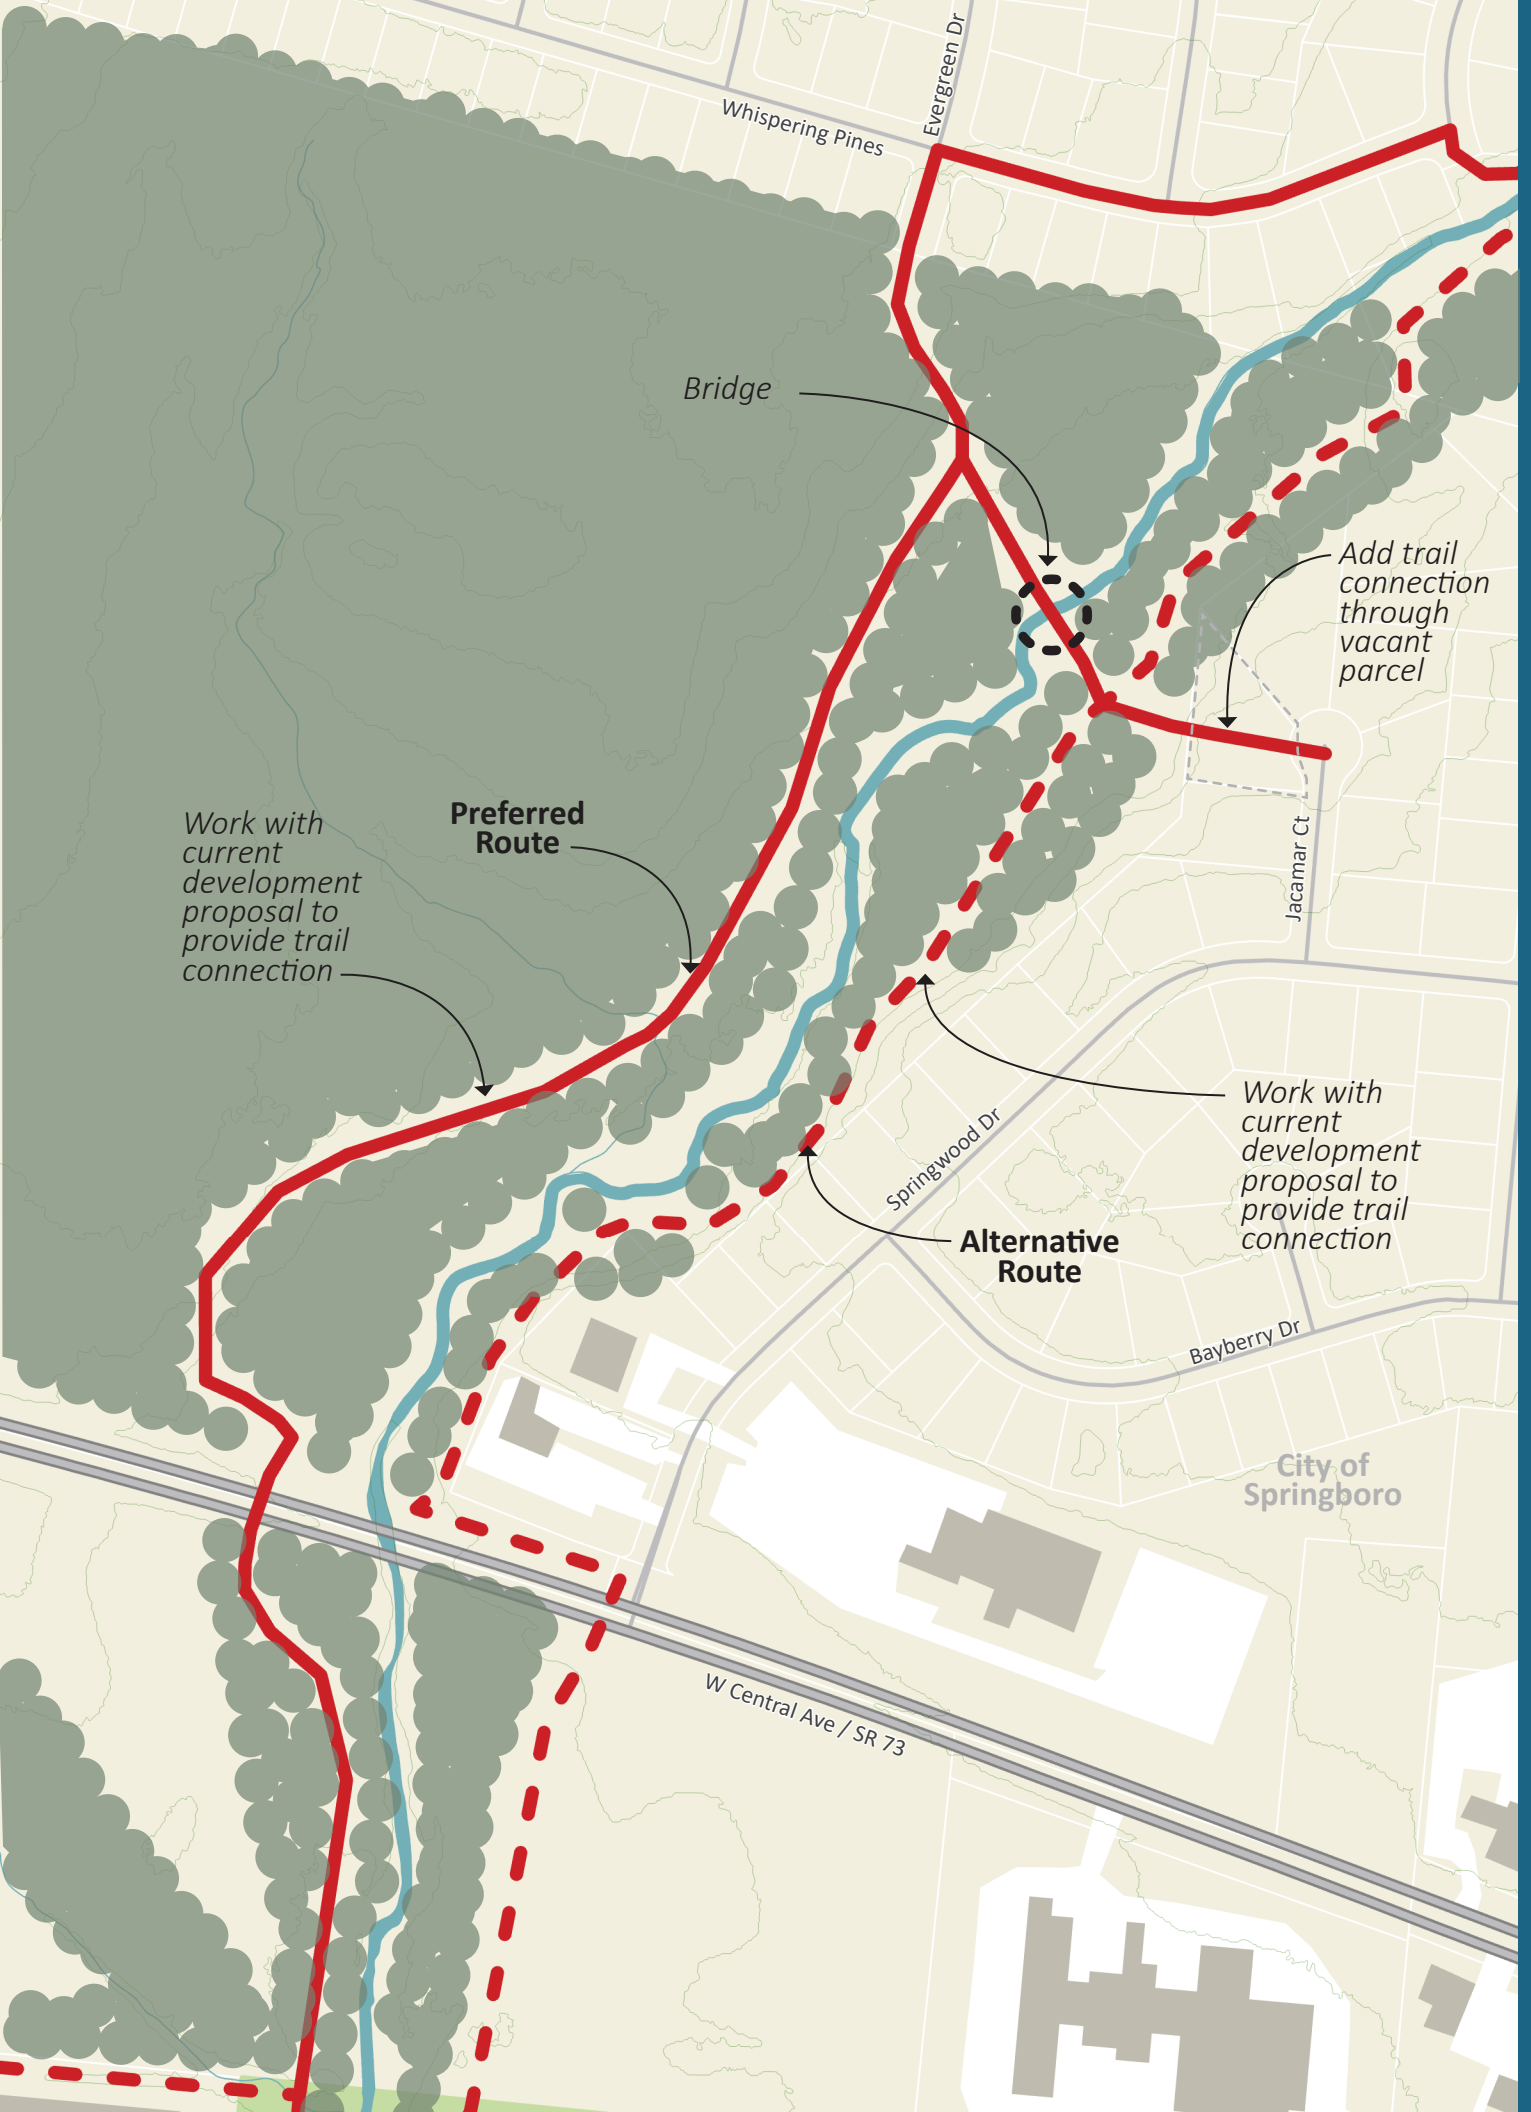 Evergreen Dr
Whispering Pines
Bridge
Add trail
connection
through
vacant
parcel
Preferred
Route
Work with
current
development
proposal to
provide trail
connection
Jacamar Ct
Work with
current
development
proposal to
provide trail
connection
Springwood Dr
Alternative
Route
Bayberry Dr
City of
Springboro
W Central Ave / SR 73